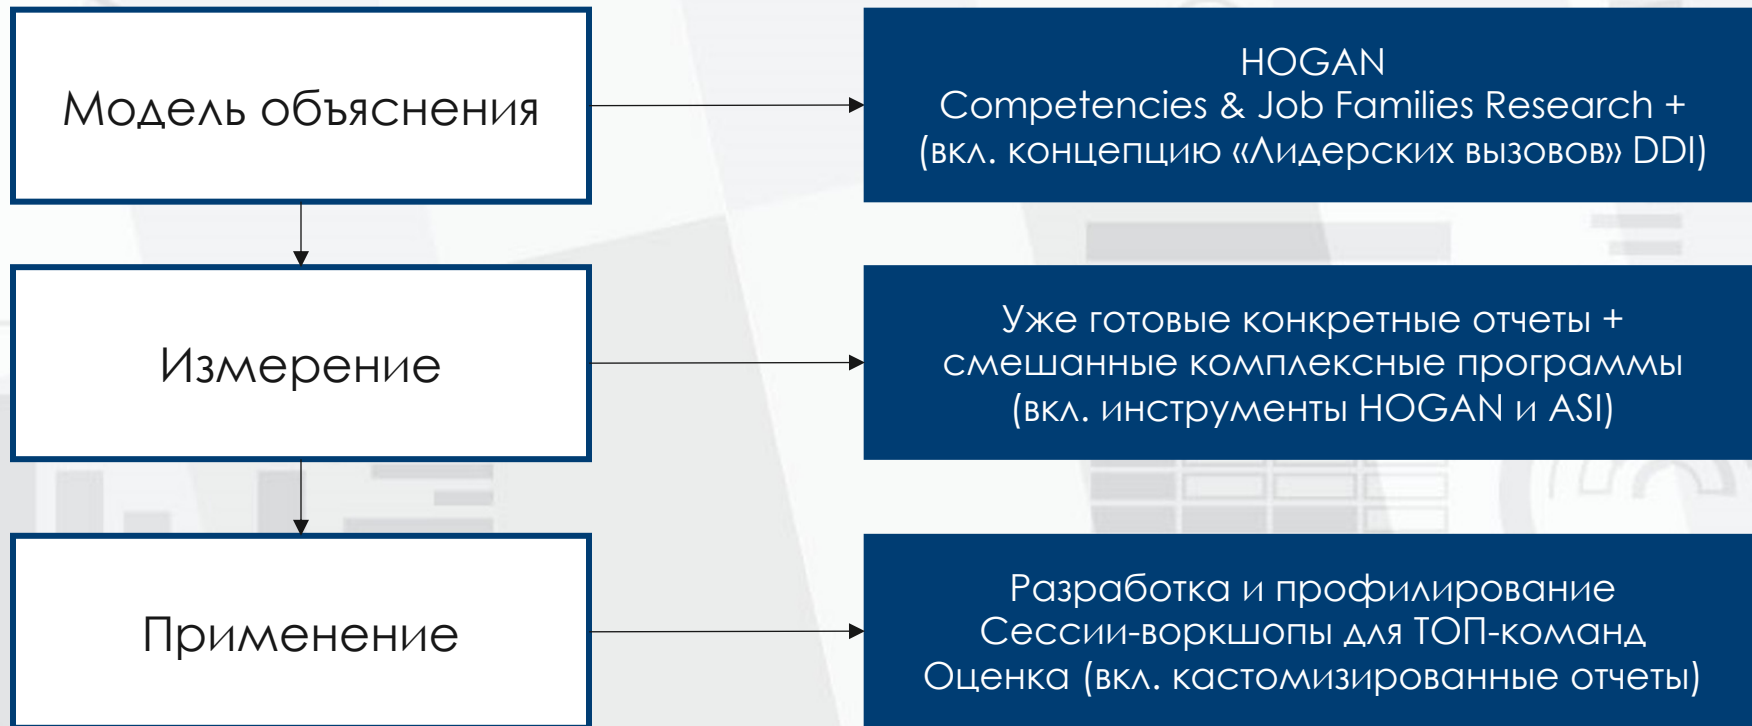 Модель объяснения
HOGAN
Competencies & Job Families Research +
(вкл. концепцию «Лидерских вызовов» DDI)
Измерение
Уже готовые конкретные отчеты +
смешанные комплексные программы
(вкл. инструменты HOGAN и ASI)
Применение
Разработка и профилирование
Сессии-воркшопы для ТОП-команд
Оценка (вкл. кастомизированные отчеты)